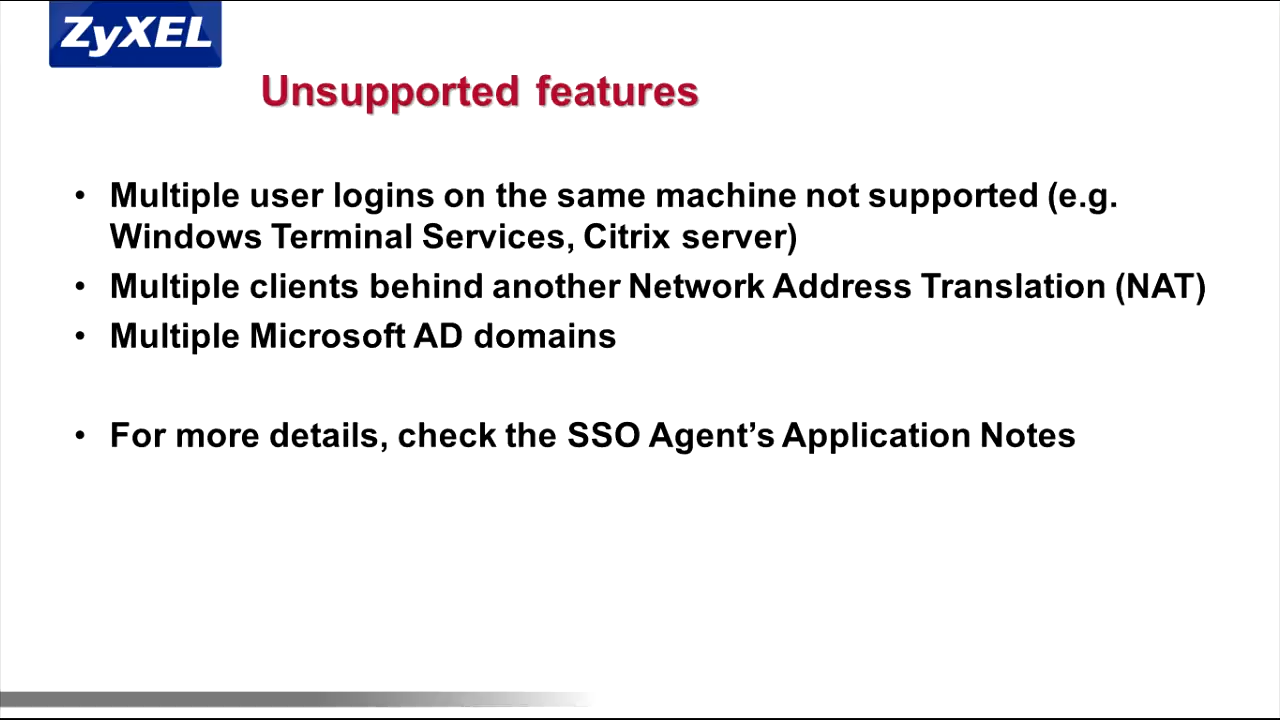 ZyXEL
Unsupported features
• Multiple user logins on the same machine not supported (e.g.
Windows Terminal Services, Citrix server)
• Multiple clients behind another Network Address Translation (NAT)
• Multiple Microsoft AD domains
• For more details, check the SSO Agent’s Application Notes